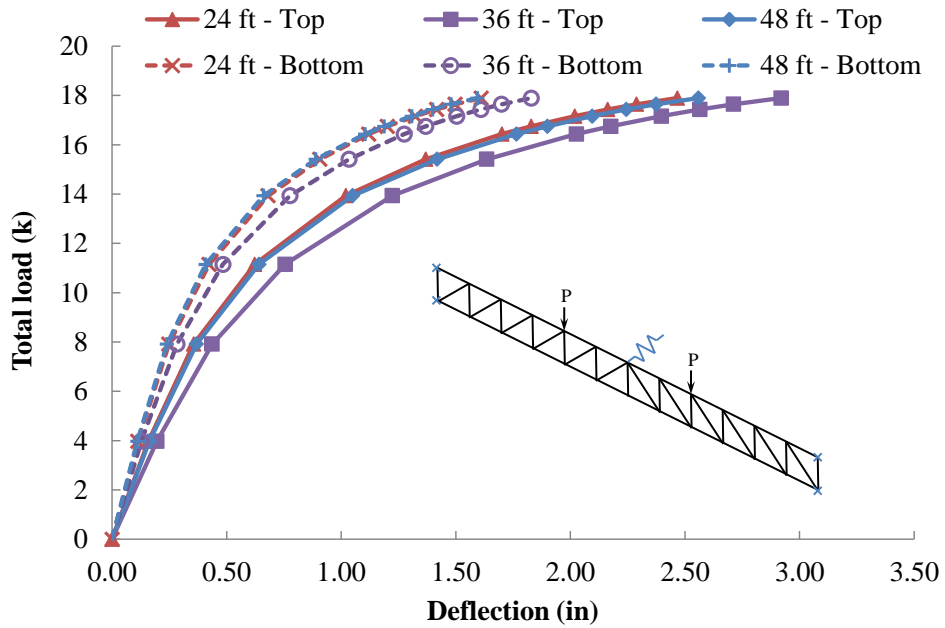 24 ft - Top 36 ft - Top 48 ft - Top
24 ft - Bottom 36 ft - Bottom 48 ft - Bottom
20
18
16
14
12
10
8
6
4
2
0
Total load (k)
P
P
0.00 0.50 1.00 1.50 2.00 2.50 3.00 3.50
Deflection (in)